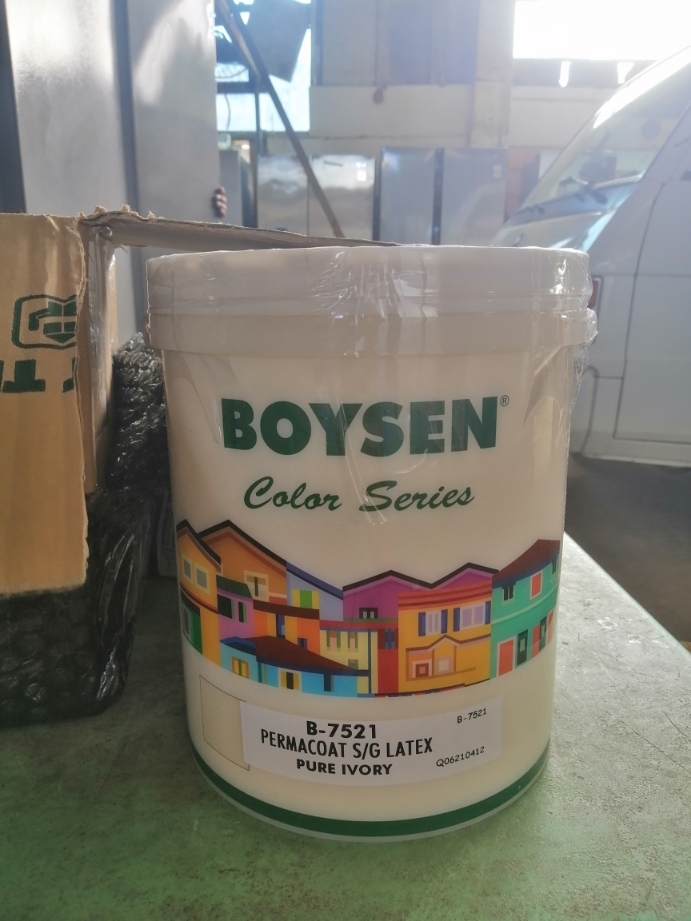 BOYSEN®
Color Series
B-7521
B-7521
PERMACOAT S/G LATEX
Q06210412
PURE IVORY